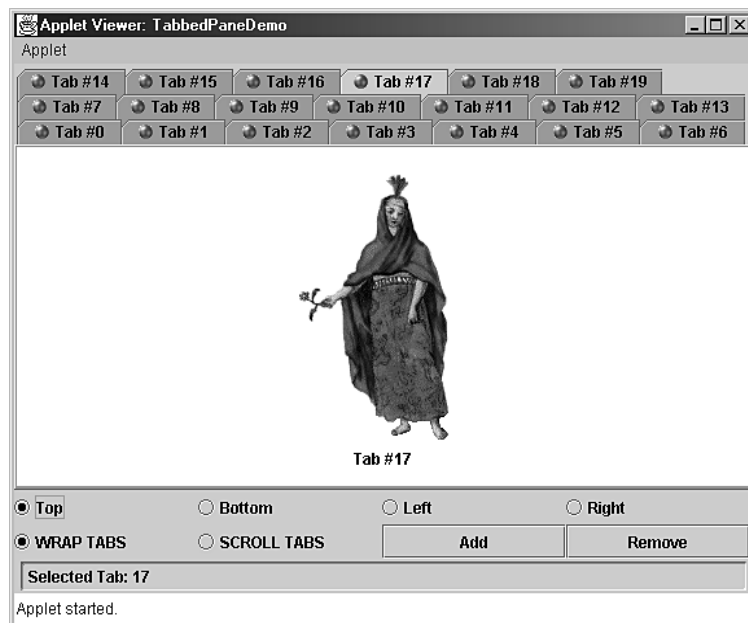 Applet Viewer: TabbedPaneDemo
Applet
Tab #14 Tab #15 Tab #16 Tab #17 Tab #18 Tab #19
Tab #7 Tab #8 Tab #9 Tab #10 Tab #11 Tab #12 Tab #13
Tab #0 Tab #1 Tab #2 Tab #3 Tab #4 Tab #5 Tab #6
Tab #17
Top Bottom Left Right
WRAP TABS SCROLL TABS Add Remove
Selected Tab: 17
Applet started.